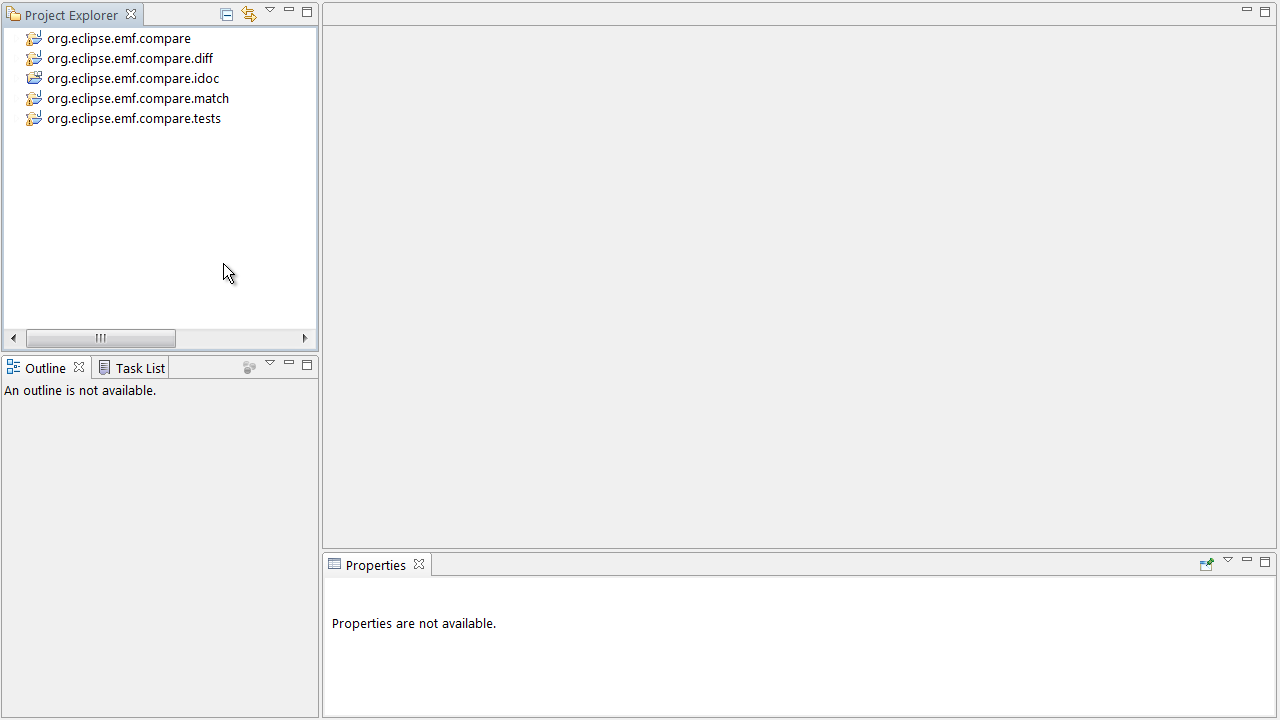 Project Explorer
org.eclipse.emf.compare
org.eclipse.emf.compare.diff
org.eclipse.emf.compare.idoc
org.eclipse.emf.compare.match
org.eclipse.emf.compare.tests
Outline
Task List
An outline is not available.
Properties
Properties are not available.